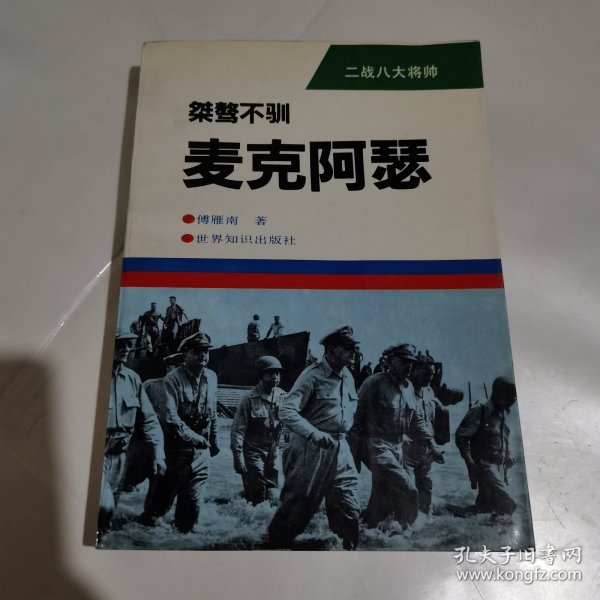 二战八大将帅
桀骜不驯
麦克阿瑟
●傅雁南 著
●世界知识出版社
孔夫子旧书网
www.kongfz.com